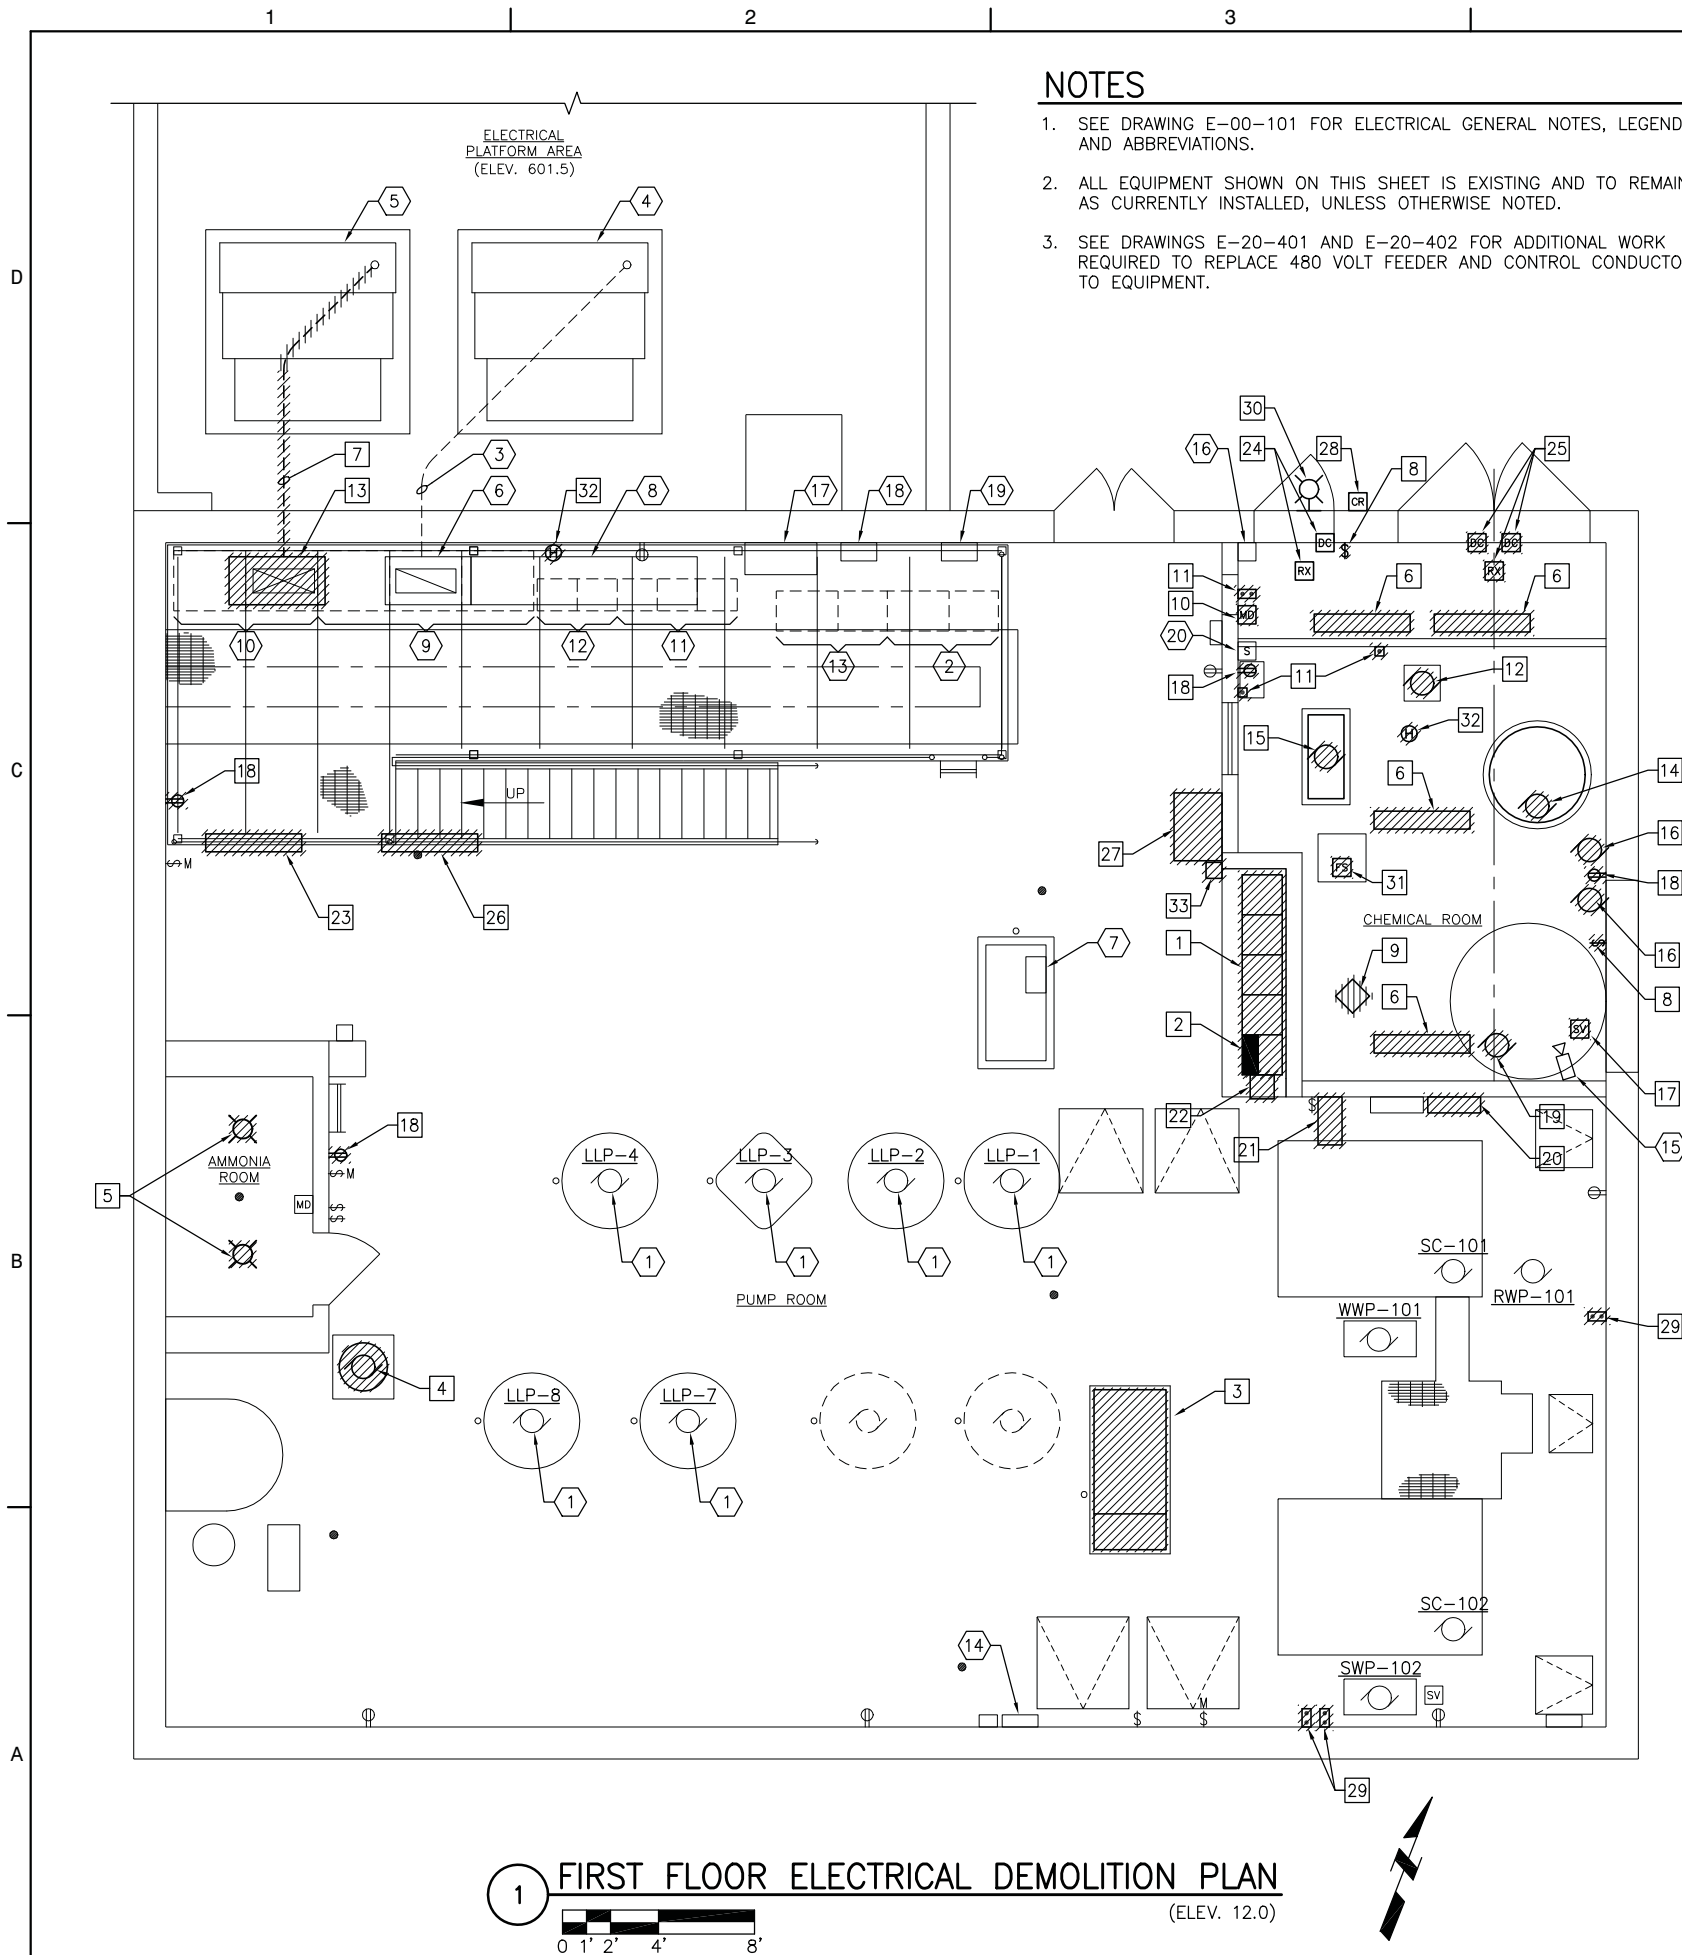 1
2
3
NOTES
1. SEE DRAWING E-00-101 FOR ELECTRICAL GENERAL NOTES, LEGEND
AND ABBREVIATIONS.
2. ALL EQUIPMENT SHOWN ON THIS SHEET IS EXISTING AND TO REMAIN
AS CURRENTLY INSTALLED, UNLESS OTHERWISE NOTED.
3. SEE DRAWINGS E-20-401 AND E-20-402 FOR ADDITIONAL WORK
REQUIRED TO REPLACE 480 VOLT FEEDER AND CONTROL CONDUCTO
TO EQUIPMENT.
ELECTRICAL
PLATFORM AREA
(ELEV. 601.5)
5
4
D
30
7
3
16
24
28
8
25
13
6
32
8
17
18
19
CR
H
DC
$
DC
DC
RX
RX
11
6
6
10
MD
10
9
12
11
20
S
13
2
18
11
12
H
32
C
18
15
14
UP
6
16
27
$ M
FS
31
18
23
26
33
CHEMICAL ROOM
16
7
1
9
$
6
8
2
SV
17
22
$
19
18
21
20
15
AMMONIA
ROOM
$ M
5
MD
$
$
LLP-4
LLP-3
LLP-2
LLP-1
B
1
1
1
1
SC-101
RWP-101
PUMP ROOM
WWP-101
29
4
LLP-8
LLP-7
3
1
1
SC-102
14
SWP-102
SV
M
$
$
A
29
1
FIRST FLOOR ELECTRICAL DEMOLITION PLAN
(ELEV. 12.0)
0 1' 2' 4' 8'